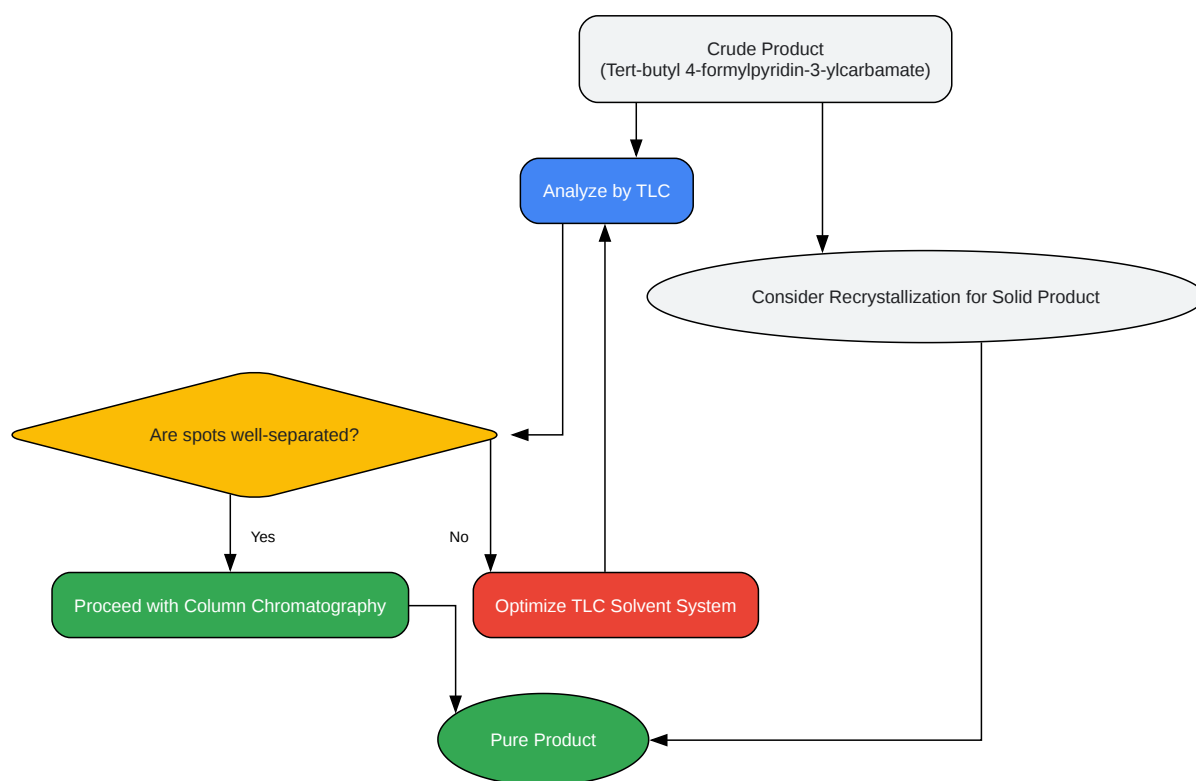 Crude Product
(Tert-butyl 4-formylpyridin-3-ylcarbamate)
Analyze by TLC
Consider Recrystallization for Solid Product
Are spots well-separated?
Yes
No
Proceed with Column Chromatography
Optimize TLC Solvent System
Pure Product